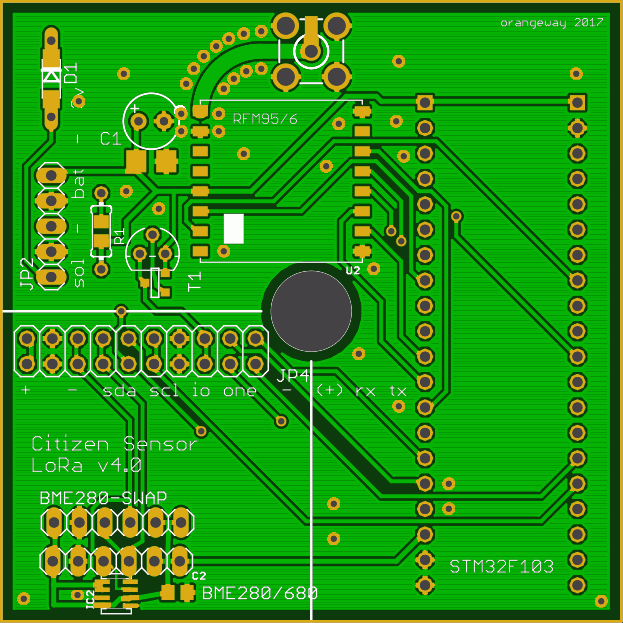 orangeway 2017
D1
3v
RFM95/6
+
C1
-
bat
R1
-
JP2
sol
T1
U2
JP4
+ - sda scl io one - (+) rx tx
Citizen Sensor
LoRa v4.0
BME280-SWAP
STM32F103
C2
IC2
BME280/680